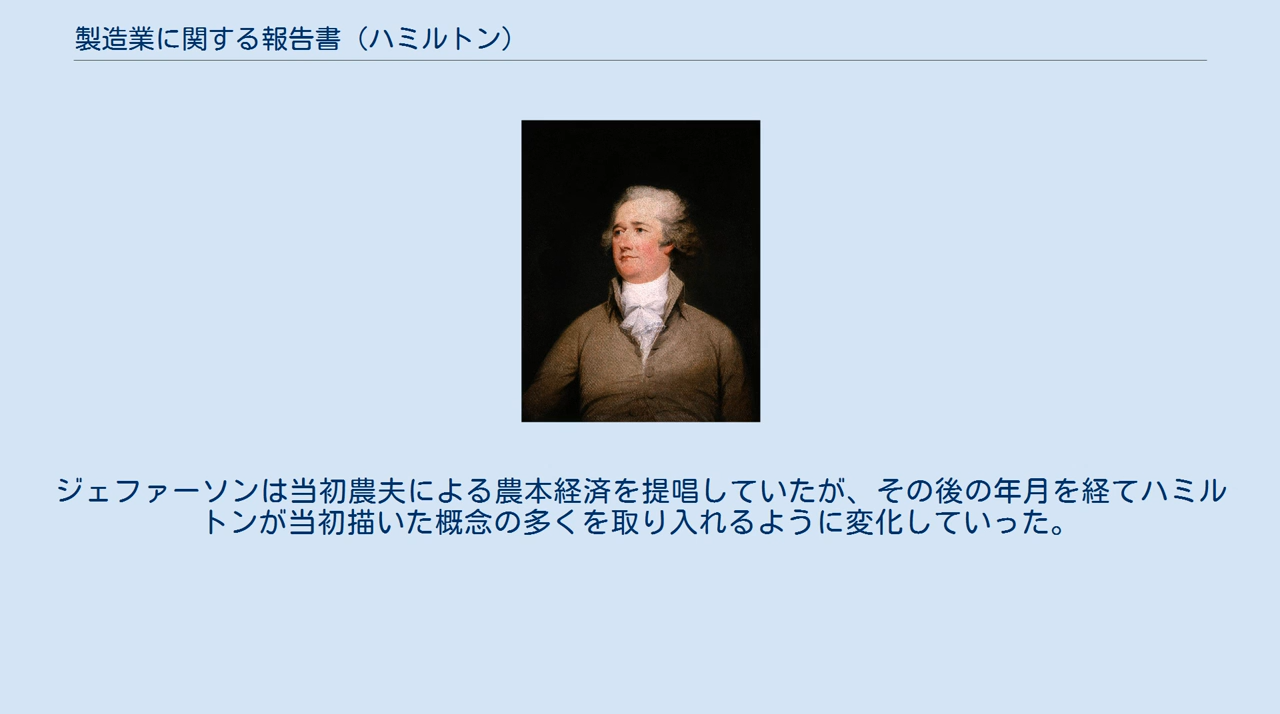 製造業に関する報告書（ハミルトン）
ジェファーソンは当初農夫による農本経済を提唱していたが、その後の年月を経てハミル
トンが当初描いた概念の多くを取り入れるように変化していった。